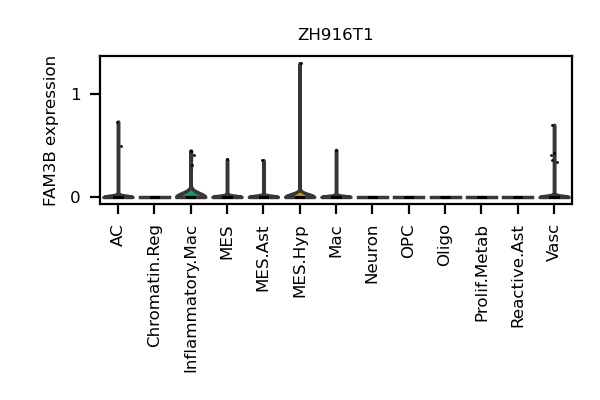 ZH916T1
FAM3B expression
1
0
AC
Chromatin.Reg
Inflammatory.Mac
MES
MES.Ast
MES.Hyp
Mac
Neuron
OPC
Oligo
Prolif.Metab
Reactive.Ast
Vasc